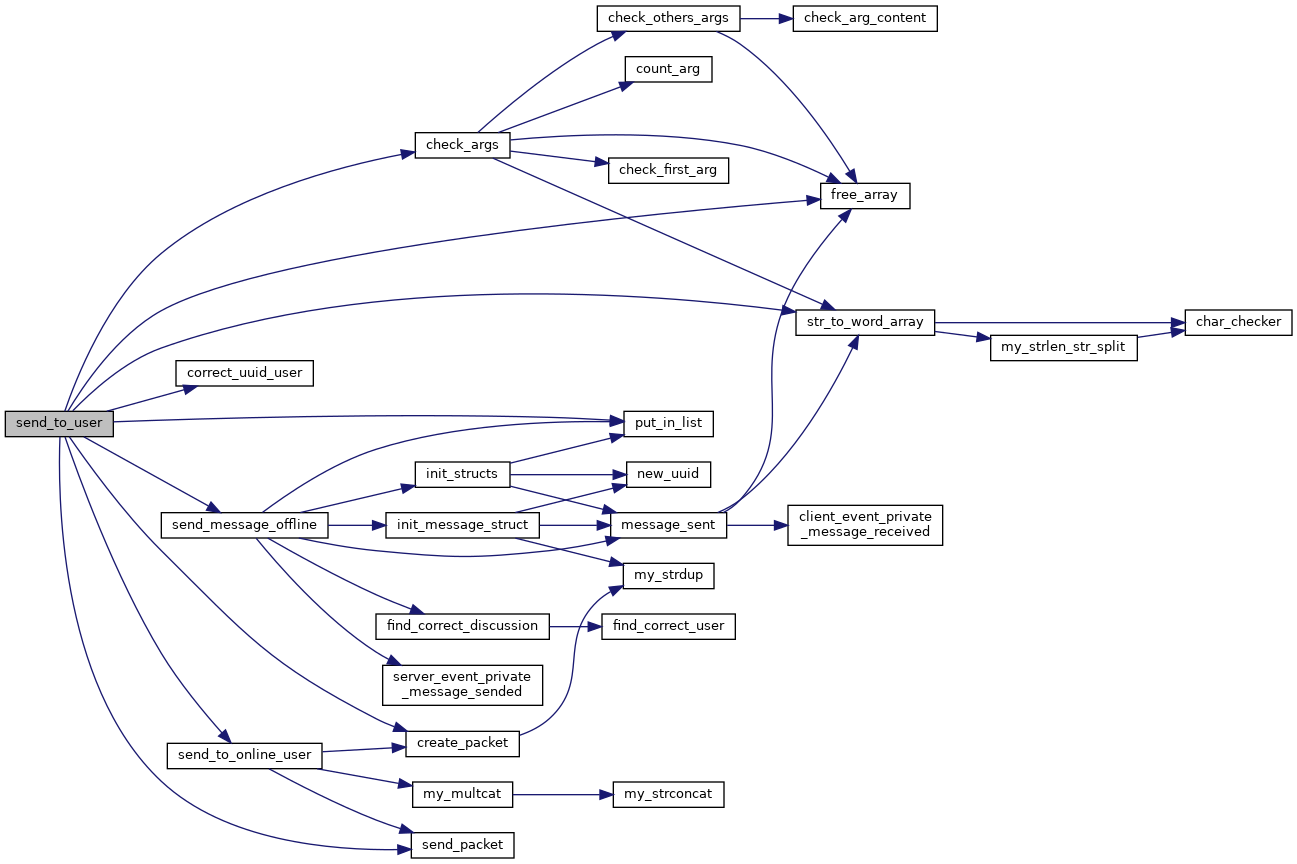 check_others_args
check_arg_content
count_arg
check_args
check_first_arg
free_array
str_to_word_array
char_checker
my_strlen_str_split
correct_uuid_user
send_to_user
put_in_list
init_structs
new_uuid
send_message_offline
init_message_struct
message_sent
client_event_private
_message_received
my_strdup
find_correct_discussion
find_correct_user
server_event_private
_message_sended
create_packet
send_to_online_user
my_multcat
my_strconcat
send_packet